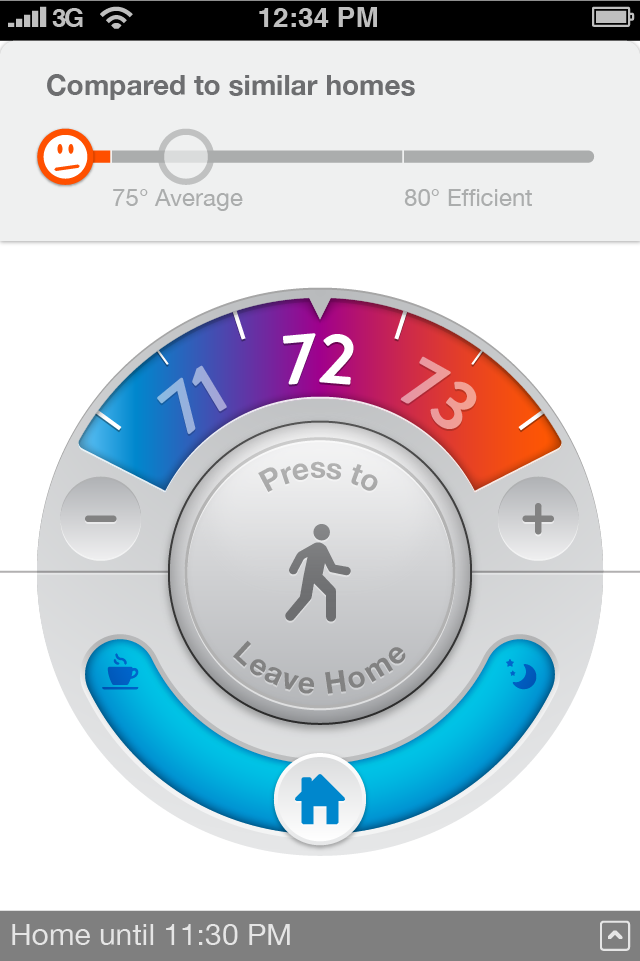 3G 12:34 PM
Compared to similar homes
75° Average 80° Efficient
71 72 73
Press to
Leave Home
Home until 11:30 PM